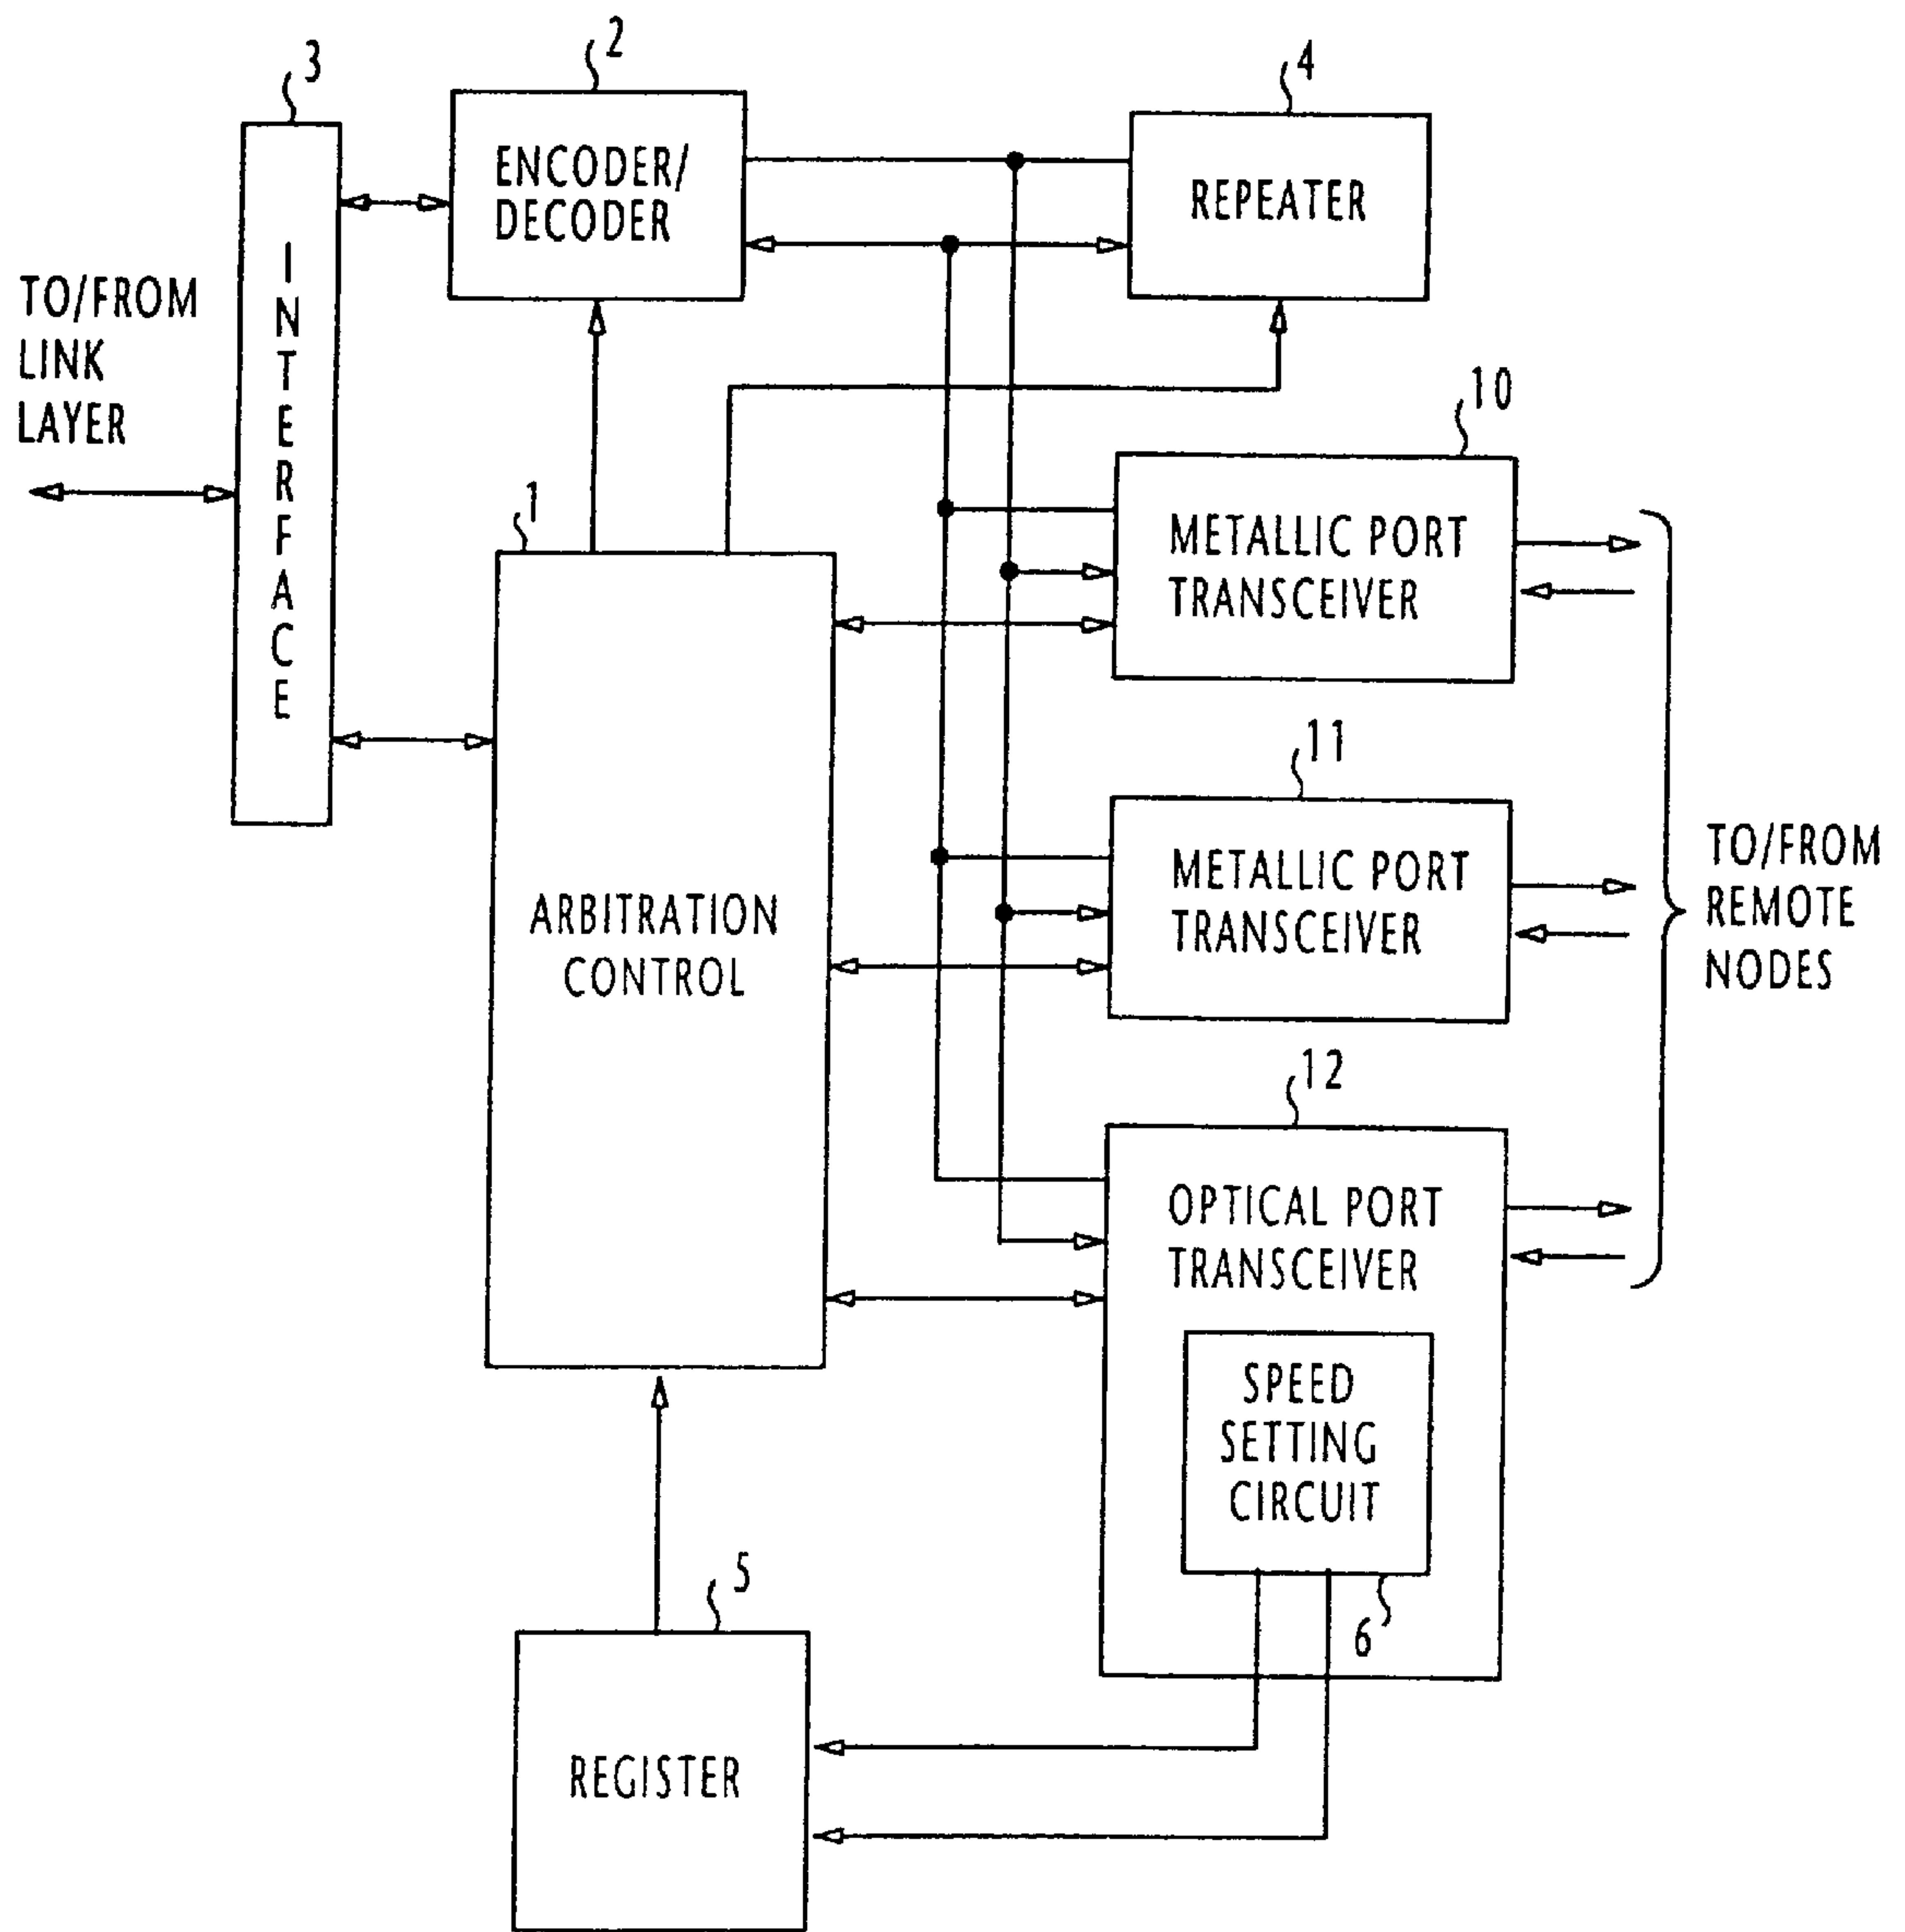 3
2
4
ENCODER/
DECODER
REPEATER
TO/FROM
LINK
LAYER
INTERFACE
10
1
METALLIC PORT
TRANSCEIVER
11
METALLIC PORT
TRANSCEIVER
TO/FROM
REMOTE
NODES
ARBITRATION
CONTROL
12
OPTICAL PORT
TRANSCEIVER
SPEED
SETTING
CIRCUIT
5
6
REGISTER